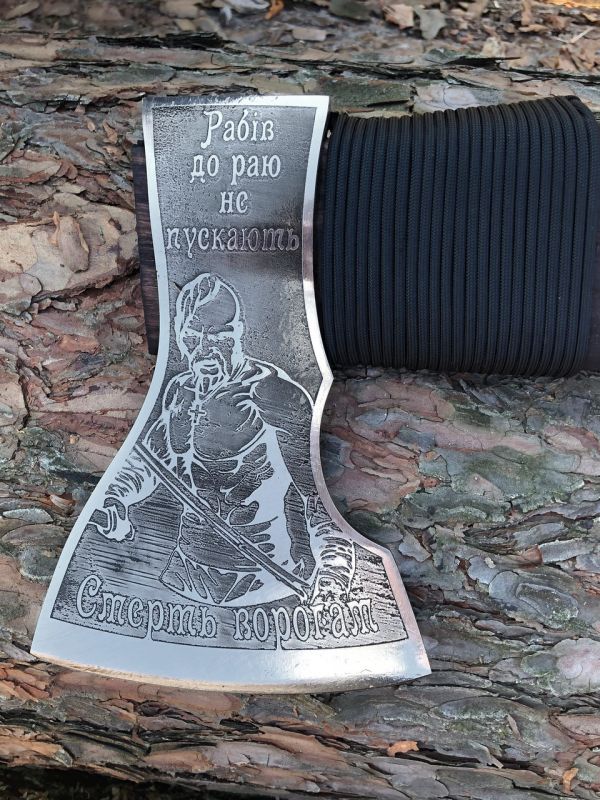 Рабів
до раю
не
пускають
Смерть ворогам